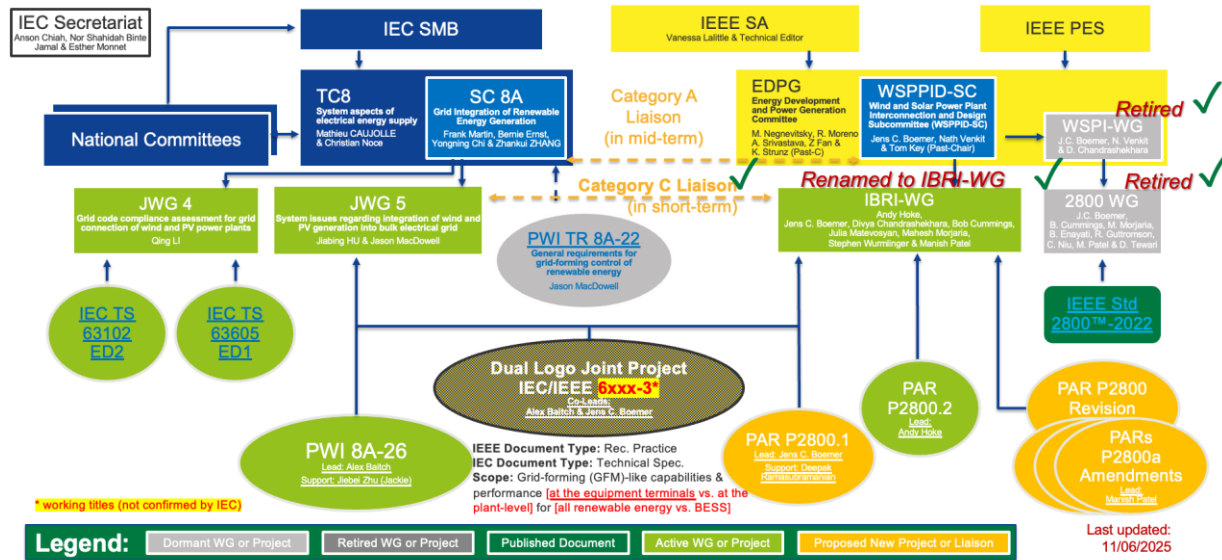 IEC Secretariat
Anson Chiah, Nor Shahidah Binte
Jamal & Esther Monnet
IEC SMB
IEEE SA
Vanessa Lalittle & Technical Editor
IEEE PES
National Committees
TC8
System aspects of
electrical energy supply
Mathieu CAUJOLLE
& Christian Noce
SC 8A
Grid Integration of Renewable
Energy Generation
Frank Martin, Bernie Ernst,
Yongning Chi & Zhankui ZHANG
Category A
Liaison
(in mid-term)
EDPG
Energy Development
and Power Generation
Committee
M. Negnevitsky, R. Moreno
A. Srivastava, Z Fan &
K. Strunz (Past-C)
WSPPID-SC
Wind and Solar Power Plant
Interconnection and Design
Subcommittee (WSPPID-SC)
Jens C. Boemer, Nath Venkit
& Tom Key (Past-Chair)
Retired
WSPI-WG
J.C. Boemer, N. Venkit
& D. Chandrashekhara
Category C Liaison
(in short-term)
Renamed to IBRI-WG
Retired
JWG 4
Grid code compliance assessment for grid
connection of wind and PV power plants
Qing LI
JWG 5
System issues regarding integration of wind and
PV generation into bulk electrical grid
Jiabing HU & Jason MacDowell
PWI TR 8A-22
General requirements for
grid-forming control of
renewable energy
Jason MacDowell
IBRI-WG
Andy Hoke,
Jens C. Boemer, Divya Chandrashekhara, Bob Cummings,
Julia Matevosyan, Mahesh Morjaria,
Stephen Wurmlinger & Manish Patel
2800 WG
J.C. Boemer,
B. Cummings, M. Morjaria,
B. Enayati, R. Guttromson,
C. Niu, M. Patel & D. Tewari
IEC TS
63102
ED2
IEC TS
63605
ED1
IEEE Std
2800™-2022
Dual Logo Joint Project
IEC/IEEE 6xxx-3*
Co-Leads:
Alex Baitch & Jens C. Boemer
PAR
P2800.2
Lead:
Andy Hoke
PAR P2800
Revision
PARs
P2800a
Amendments
Lead:
Manish Patel
PWI 8A-26
Lead: Alex Baitch
Support: Jiebei Zhu (Jackie)
IEEE Document Type: Rec. Practice
IEC Document Type: Technical Spec.
Scope: Grid-forming (GFM)-like capabilities &
performance [at the equipment terminals vs. at the
plant-level] for [all renewable energy vs. BESS]
PAR P2800.1
Lead: Jens C. Boemer
Support: Deepak
Ramasubramanian
* working titles (not confirmed by IEC)
Last updated:
11/06/2025
Legend:
Dormant WG or Project
Retired WG or Project
Published Document
Active WG or Project
Proposed New Project or Liaison